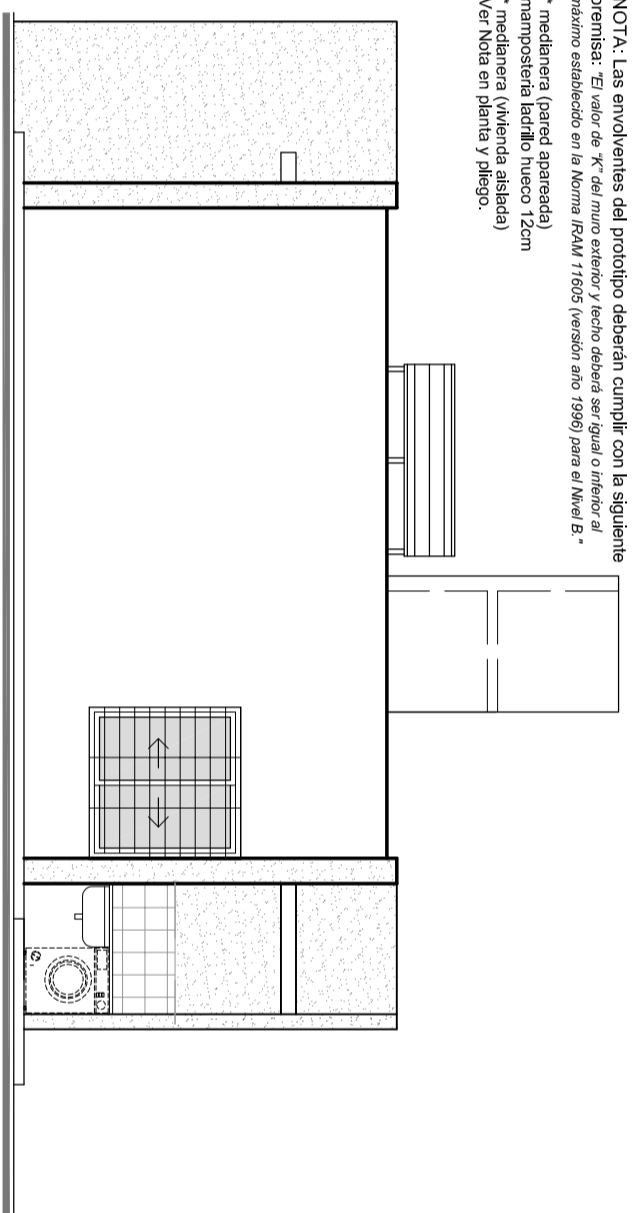 NOTA: Las envolventes del prototipo deberán cumplir con la siguiente
premisa: "El valor de "K" del muro exterior y techo deberá ser igual o inferior al
máximo establecido en la Norma IRAM 11605 (versión año 1996) para el Nivel B."
* medianera (pared apareada)
mamposteria ladrillo hueco 12cm
* medianera (vivienda aislada)
Ver Nota en planta y pliego.